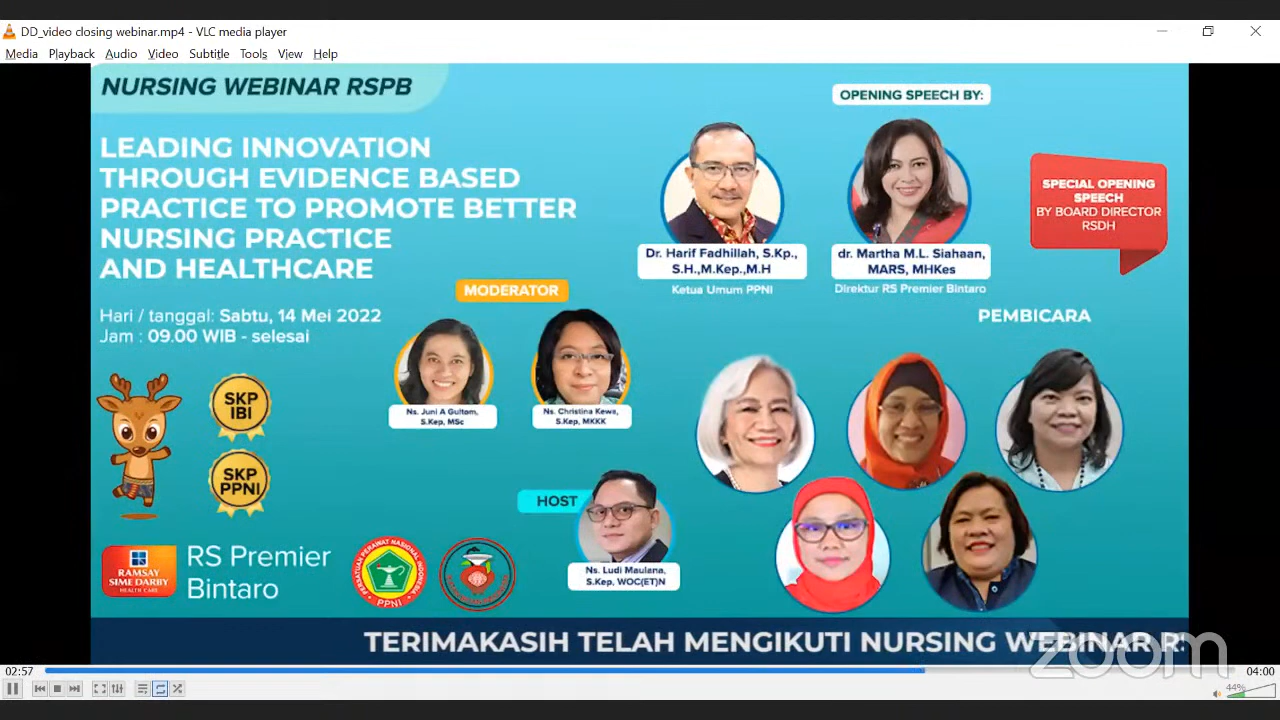 DD_video closing webinar.mp4 - VLC media player
Media Playback Audio Video Subtitle Tools View Help
NURSING WEBINAR RSPB
LEADING INNOVATION
THROUGH EVIDENCE BASED
PRACTICE TO PROMOTE BETTER
NURSING PRACTICE
AND HEALTHCARE
Hari / tanggal: Sabtu, 14 Mei 2022
Jam : 09.00 WIB - selesai
OPENING SPEECH BY:
Dr. Harif Fadhillah, S.Kp.,
S.H.,M.Kep.,M.H
Ketua Umum PPNI
dr. Martha M.L. Siahaan,
MARS, MHKes
Direktur RS Premier Bintaro
SPECIAL OPENING
SPEECH
BY BOARD DIRECTOR
RSDH
MODERATOR
Ns. Juni A Gultom,
S.Kep, MSc
Ns. Christina Kewa,
S.Kep, MKKK
PEMBICARA
SKP
IBI
SKP
PPNI
HOST
Ns. Ludi Maulana,
S.Kep, WOC(ET)N
RAMSAY
SIME DARBY
HEALTH CARE
RS Premier
Bintaro
PERSATUAN PERAWAT NASIONAL INDONESIA
PPNI
TERIMAKASIH TELAH MENGIKUTI NURSING WEBINAR RS
zoom
02:57
04:00
44%